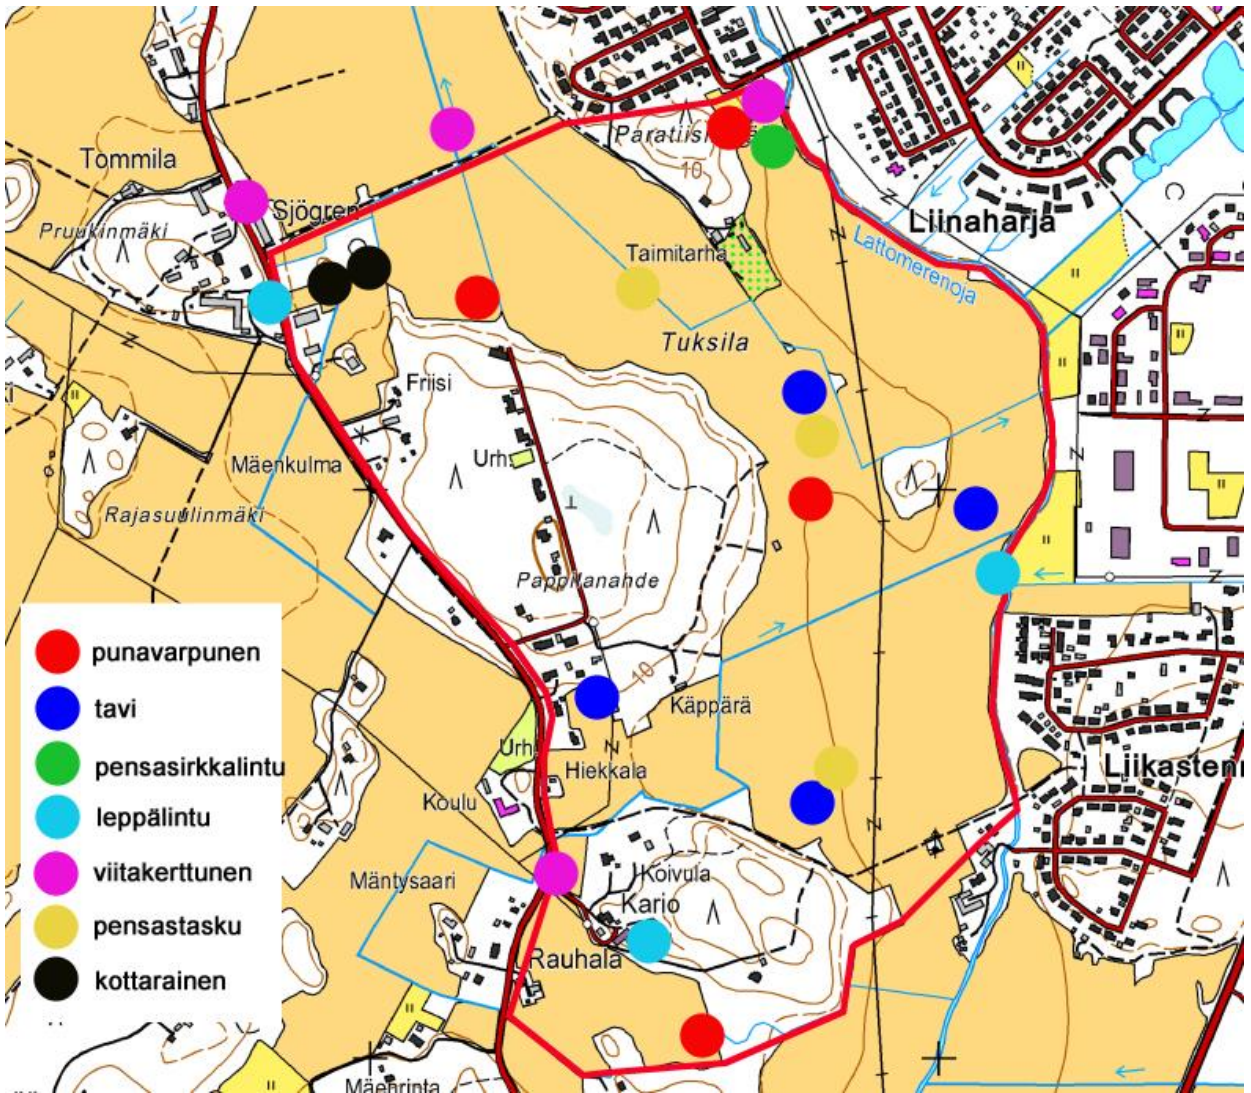 Tommila
Pruukinmäki
Sjögren
Paratiisi
10
Liinaharja
Lattomerenoja
Taimitarha
Tuksila
Friisi
Urh.
Mäenkulma
Rajasuulinmäki
Pappilanahde
10
Käppärä
Urh.
Hiekkala
Koulu
Liikastenm
Mäntysaari
Koivula
Kario
Rauhala
Mäenrinta
punavarpunen
tavi
pensasirkkalintu
leppälintu
viitakerttunen
pensastasku
kottarainen